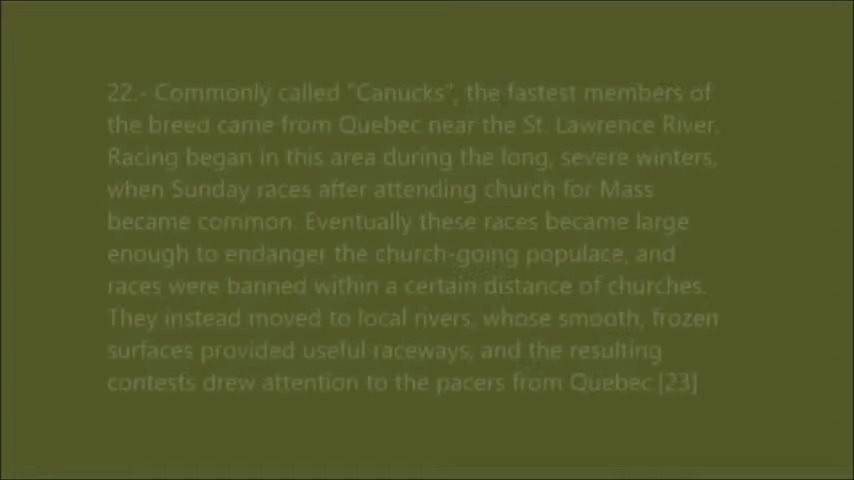 22.- Commonly called "Canucks", the fastest members of
the breed came from Quebec near the St. Lawrence River.
Racing began in this area during the long, severe winters,
when Sunday races after attending church for Mass
became common. Eventually these races became large
enough to endanger the church-going populace, and
races were banned within a certain distance of churches.
They instead moved to local rivers, whose smooth, frozen
surfaces provided useful raceways, and the resulting
contests drew attention to the pacers from Quebec.[23]